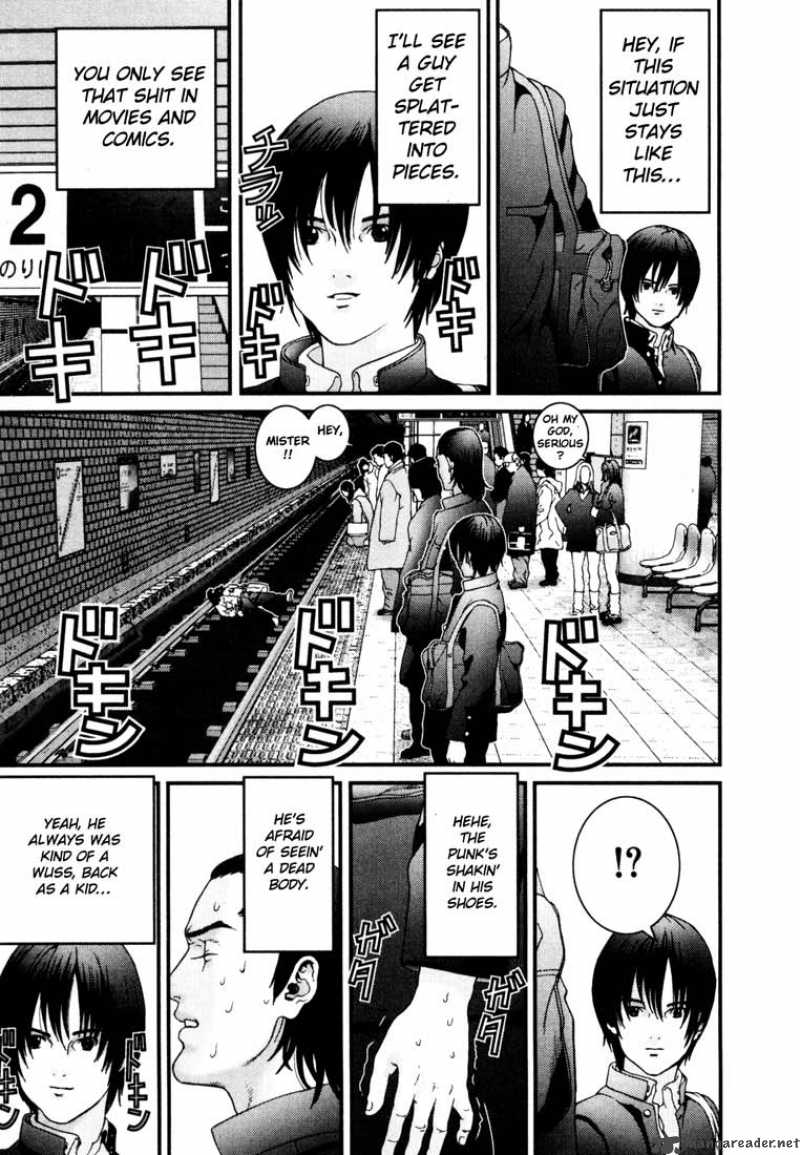 HEY, IF
THIS
SITUATION
JUST
STAYS
LIKE
THIS...
I'LL SEE
A GUY
GET
SPLAT-
TERED
INTO
PIECES.
チラッ
ドキン
YOU ONLY SEE
THAT SHIT IN
MOVIES AND
COMICS.
2
のりば
ドキ
ドキン
OH MY
GOD,
SERIOUS
?
HEY,
MISTER
!!
2
ドキン
ドキン
ドキン
!?
HEHE,
THE
PUNK'S
SHAKIN'
IN HIS
SHOES.
ガタ
ガタ
HE'S
AFRAID
OF SEEIN'
A DEAD
BODY.
YEAH, HE
ALWAYS WAS
KIND OF A
WUSS, BACK
AS A KID...
ドキン
ドキン
mangareader.net